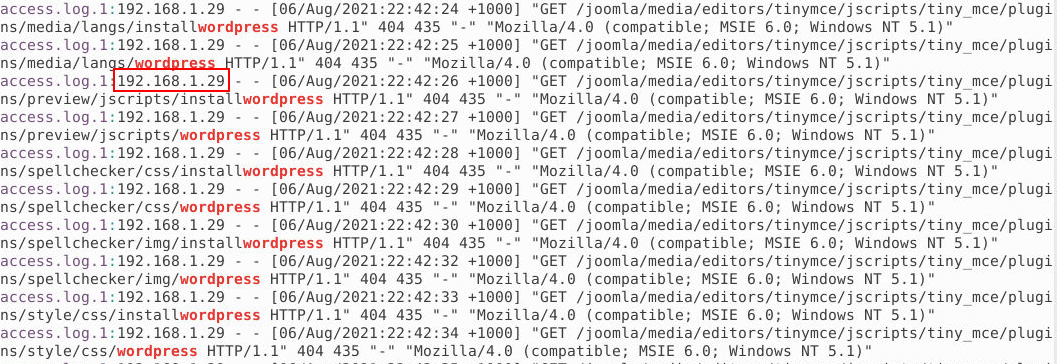 access.log.1:192.168.1.29 - - [06/Aug/2021:22:42:24 +1000] "GET /joomla/media/editors/tinymce/jscripts/tiny_mce/plugi
ns/media/langs/installwordpress HTTP/1.1" 404 435 "-" "Mozilla/4.0 (compatible; MSIE 6.0; Windows NT 5.1)"
access.log.1:192.168.1.29 - - [06/Aug/2021:22:42:25 +1000] "GET /joomla/media/editors/tinymce/jscripts/tiny_mce/plugi
ns/media/langs/wordpress HTTP/1.1" 404 435 "-" "Mozilla/4.0 (compatible; MSIE 6.0; Windows NT 5.1)"
access.log.1:192.168.1.29 - - [06/Aug/2021:22:42:26 +1000] "GET /joomla/media/editors/tinymce/jscripts/tiny_mce/plugi
ns/preview/jscripts/installwordpress HTTP/1.1" 404 435 "-" "Mozilla/4.0 (compatible; MSIE 6.0; Windows NT 5.1)"
access.log.1:192.168.1.29 - - [06/Aug/2021:22:42:27 +1000] "GET /joomla/media/editors/tinymce/jscripts/tiny_mce/plugi
ns/preview/jscripts/wordpress HTTP/1.1" 404 435 "-" "Mozilla/4.0 (compatible; MSIE 6.0; Windows NT 5.1)"
access.log.1:192.168.1.29 - - [06/Aug/2021:22:42:28 +1000] "GET /joomla/media/editors/tinymce/jscripts/tiny_mce/plugi
ns/spellchecker/css/installwordpress HTTP/1.1" 404 435 "-" "Mozilla/4.0 (compatible; MSIE 6.0; Windows NT 5.1)"
access.log.1:192.168.1.29 - - [06/Aug/2021:22:42:29 +1000] "GET /joomla/media/editors/tinymce/jscripts/tiny_mce/plugi
ns/spellchecker/css/wordpress HTTP/1.1" 404 435 "-" "Mozilla/4.0 (compatible; MSIE 6.0; Windows NT 5.1)"
access.log.1:192.168.1.29 - - [06/Aug/2021:22:42:30 +1000] "GET /joomla/media/editors/tinymce/jscripts/tiny_mce/plugi
ns/spellchecker/img/installwordpress HTTP/1.1" 404 435 "-" "Mozilla/4.0 (compatible; MSIE 6.0; Windows NT 5.1)"
access.log.1:192.168.1.29 - - [06/Aug/2021:22:42:32 +1000] "GET /joomla/media/editors/tinymce/jscripts/tiny_mce/plugi
ns/spellchecker/img/wordpress HTTP/1.1" 404 435 "-" "Mozilla/4.0 (compatible; MSIE 6.0; Windows NT 5.1)"
access.log.1:192.168.1.29 - - [06/Aug/2021:22:42:33 +1000] "GET /joomla/media/editors/tinymce/jscripts/tiny_mce/plugi
ns/style/css/installwordpress HTTP/1.1" 404 435 "-" "Mozilla/4.0 (compatible; MSIE 6.0; Windows NT 5.1)"
access.log.1:192.168.1.29 - - [06/Aug/2021:22:42:34 +1000] "GET /joomla/media/editors/tinymce/jscripts/tiny_mce/plugi
ns/style/css/wordpress HTTP/1.1" 404 435 "-" "Mozilla/4.0 (compatible; MSIE 6.0; Windows NT 5.1)"